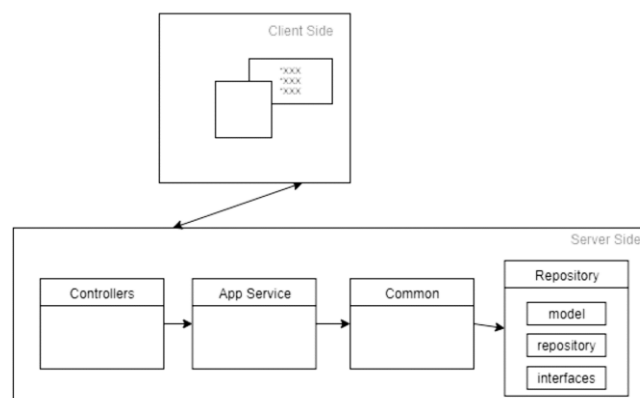 Client Side
*XXX
*XXX
*XXX
Server Side
Controllers
App Service
Common
Repository
model
repository
interfaces